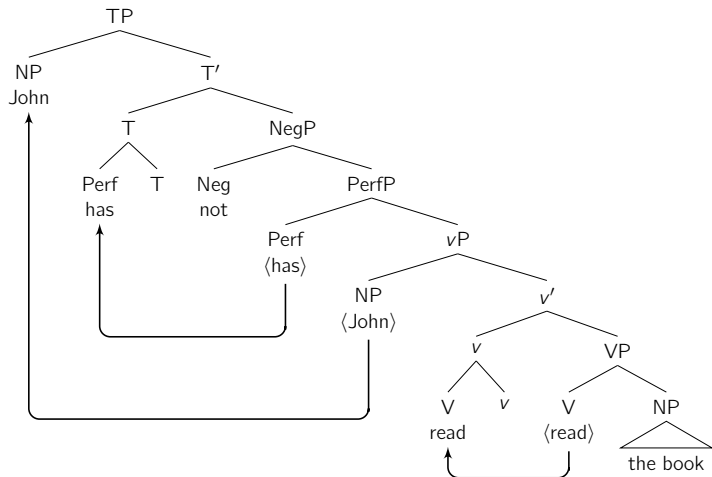 TP
NP T′
John
T NegP
Perf T Neg PerfP
has not
Perf vP
⟨has⟩
NP v′
⟨John⟩
v VP
V v V NP
read ⟨read⟩
the book